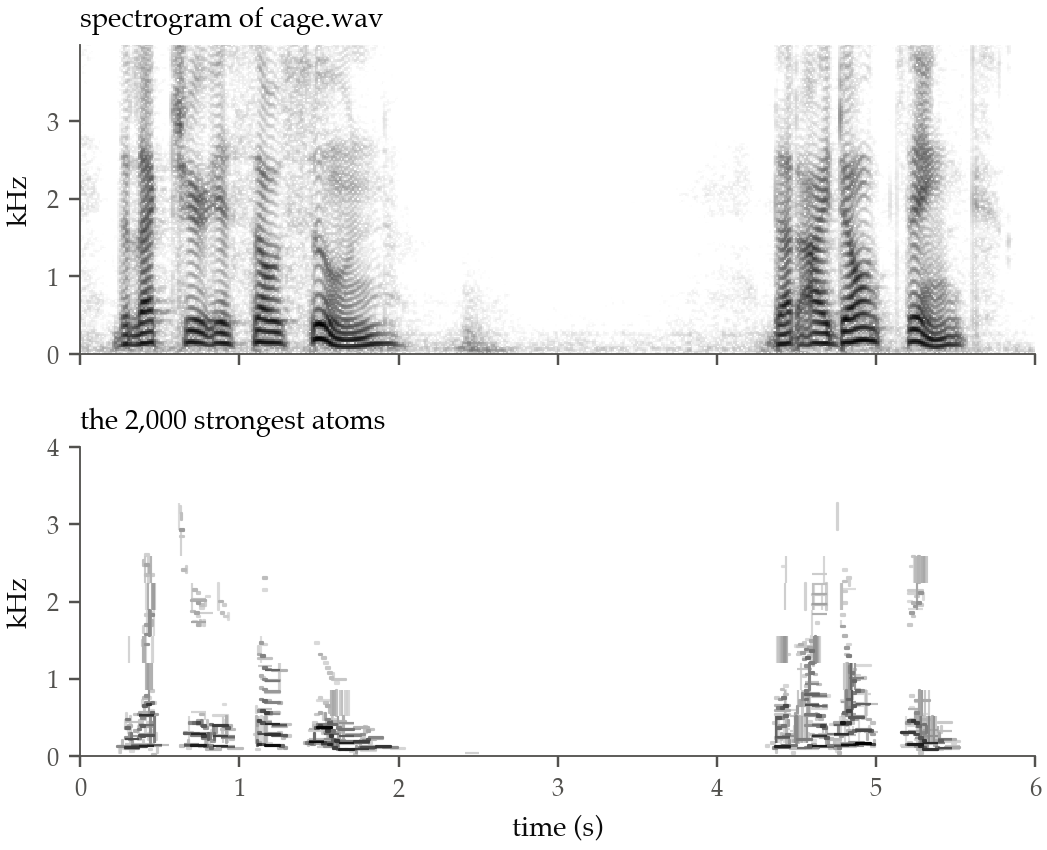 spectrogram of cage.wav
3
2
1
0
kHz
the 2,000 strongest atoms
4
3
2
1
0
kHz
0 1 2 3 4 5 6
time (s)